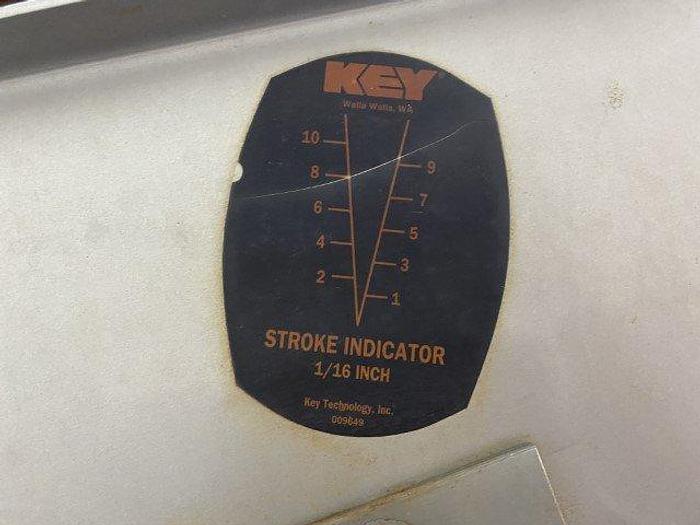 KEY®
Walla Walla, WA
10
9
8
7
6
5
4
3
2
1
STROKE INDICATOR
1/16 INCH
Key Technology, Inc.
009649